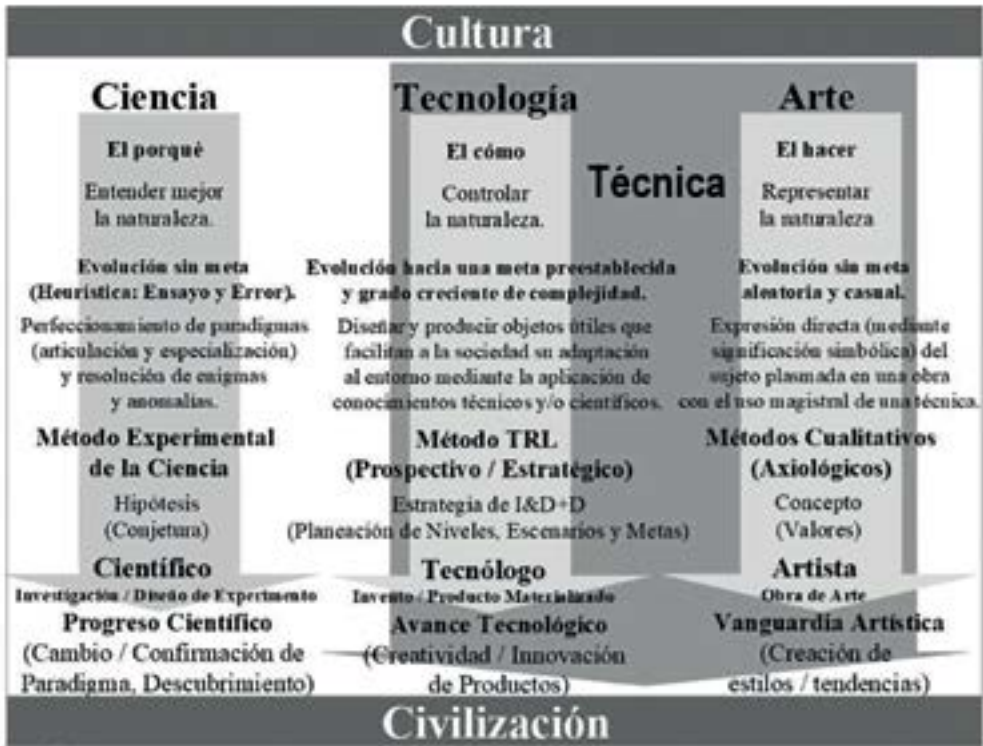 Cultura
Ciencia
El porqué
Entender mejor
la naturaleza.
Evolución sin meta
(Heurística: Ensayo y Error).
Perfeccionamiento de paradigmas
(articulación y especialización)
y resolución de enigmas
y anomalías.
Método Experimental
de la Ciencia
Hipótesis
(Conjetura)
Científico
Investigación / Diseño de Experimento
Progreso Científico
(Cambio / Confirmación de
Paradigma, Descubrimiento)
Tecnología
El cómo
Controlar
la naturaleza.
Evolución hacia una meta preestablecida
y grado creciente de complejidad.
Diseñar y producir objetos útiles que
facilitan a la sociedad su adaptación
al entorno mediante la aplicación de
conocimientos técnicos y/o científicos.
Método TRL
(Prospectivo / Estratégico)
Estrategia de I&D+D
(Planeación de Niveles, Escenarios y Metas)
Tecnólogo
Invento / Producto Materializado
Avance Tecnológico
(Creatividad / Innovación
de Productos)
Técnica
Arte
El hacer
Representar
la naturaleza
Evolución sin meta
aleatoria y casual.
Expresión directa (mediante
significación simbólica) del
sujeto plasmada en una obra
con el uso magistral de una técnica.
Métodos Cualitativos
(Axiológicos)
Concepto
(Valores)
Artista
Obra de Arte
Vanguardia Artística
(Creación de
estilos / tendencias)
Civilización